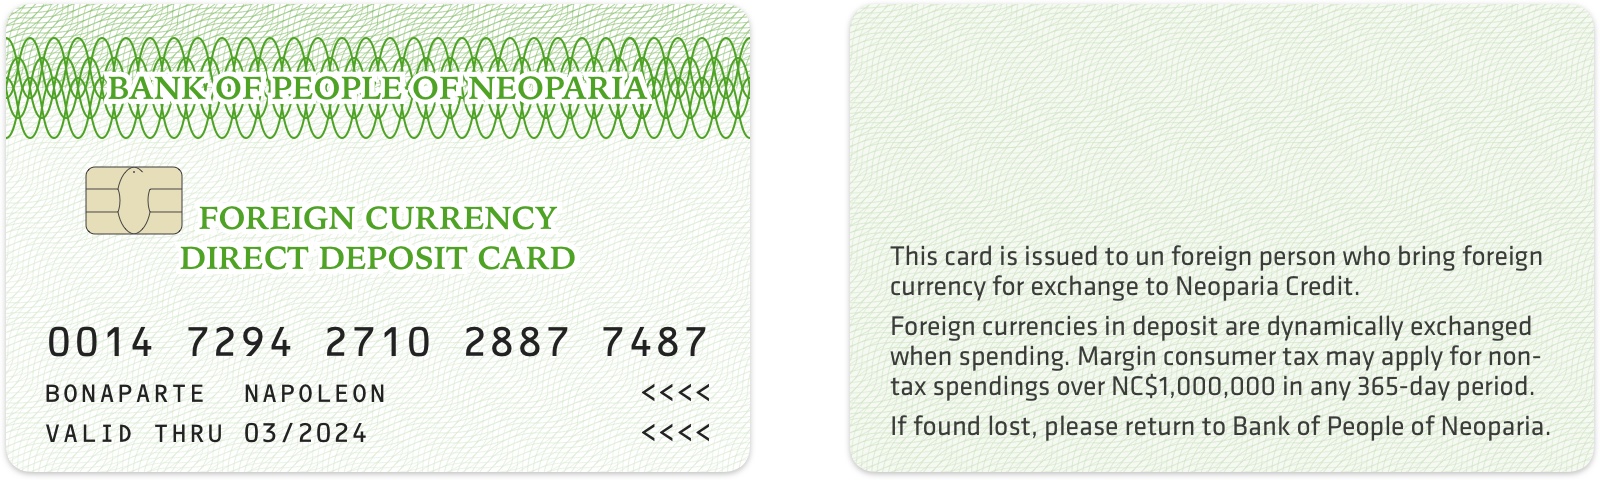 BANK OF PEOPLE OF NEOPARIA
FOREIGN CURRENCY
DIRECT DEPOSIT CARD
0014 7294 2710 2887 7487
BONAPARTE NAPOLEON <<<<
VALID THRU 03/2024 <<<<
This card is issued to un foreign person who bring foreign
currency for exchange to Neoparia Credit.
Foreign currencies in deposit are dynamically exchanged
when spending. Margin consumer tax may apply for non-
tax spendings over NC$1,000,000 in any 365-day period.
If found lost, please return to Bank of People of Neoparia.